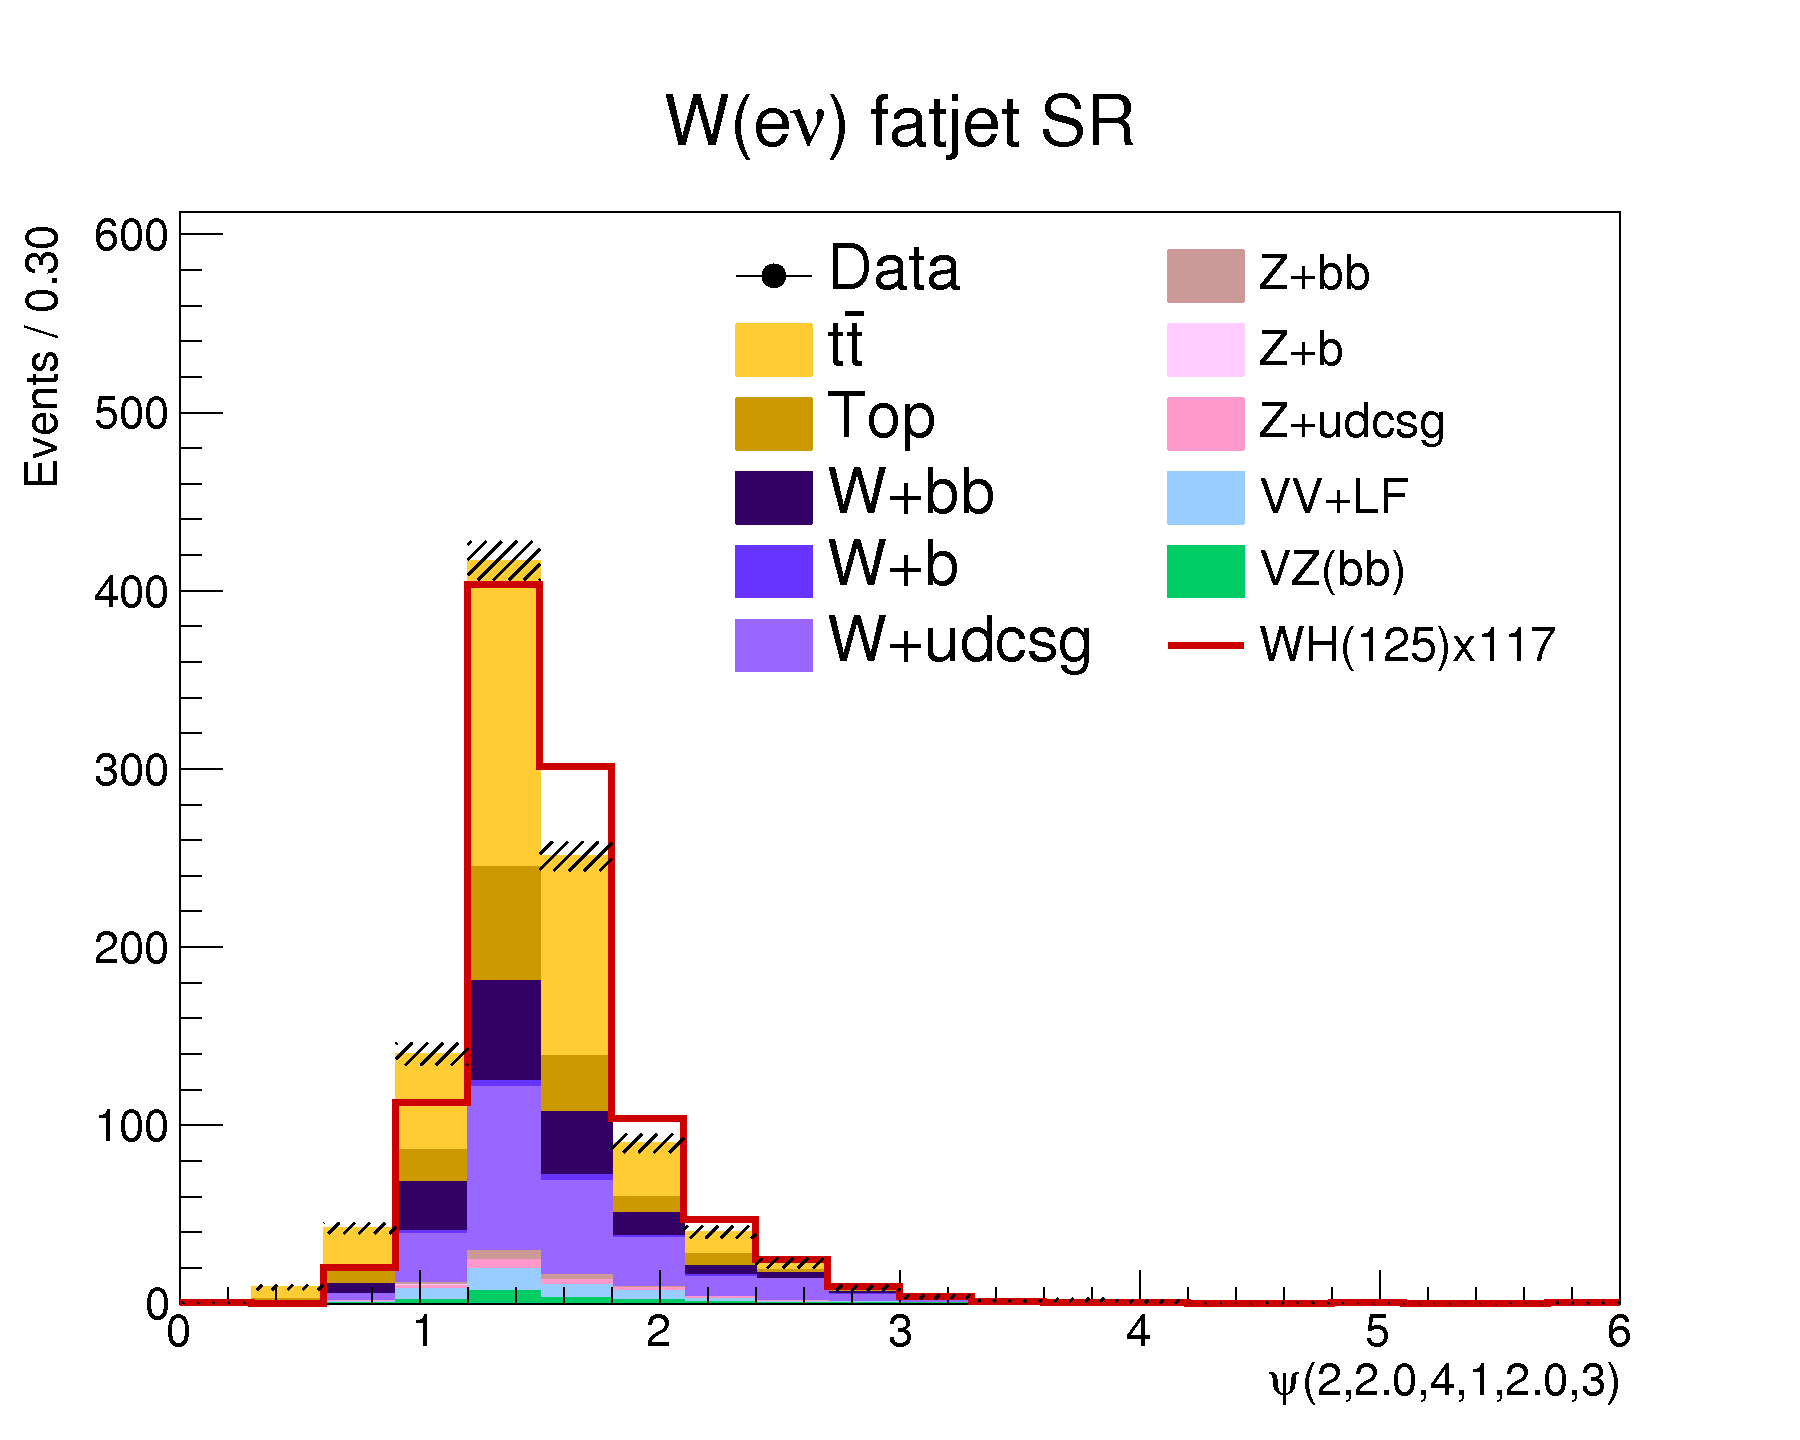 W(eν) fatjet SR
Events / 0.30
600
500
400
300
200
100
0
Data
tt̄
Top
W+bb
W+b
W+udcsg
Z+bb
Z+b
Z+udcsg
VV+LF
VZ(bb)
WH(125)x117
0 1 2 3 4 5 6
ψ(2,2.0,4,1,2.0,3)